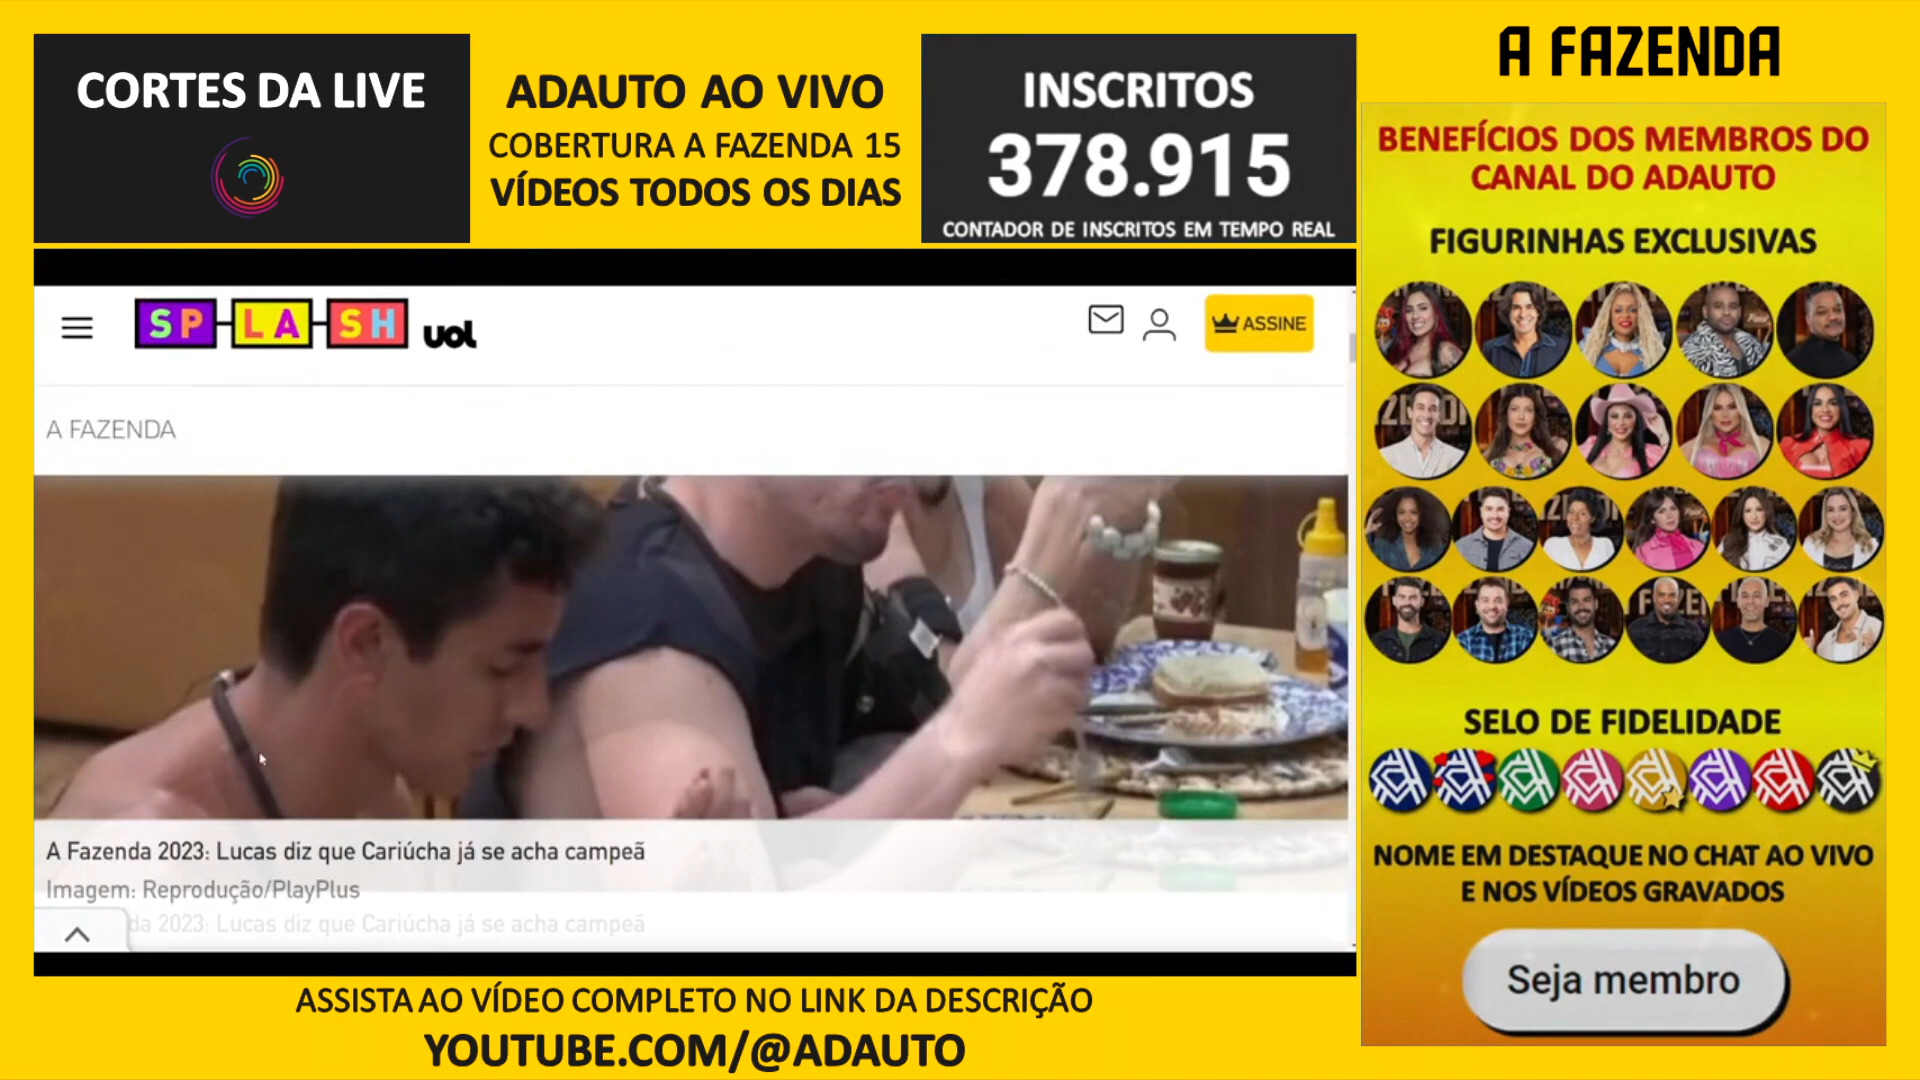 CORTES DA LIVE
ADAUTO AO VIVO
COBERTURA A FAZENDA 15
VÍDEOS TODOS OS DIAS
INSCRITOS
378.915
CONTADOR DE INSCRITOS EM TEMPO REAL
A FAZENDA
BENEFÍCIOS DOS MEMBROS DO
CANAL DO ADAUTO
FIGURINHAS EXCLUSIVAS
SELO DE FIDELIDADE
NOME EM DESTAQUE NO CHAT AO VIVO
E NOS VÍDEOS GRAVADOS
Seja membro
SPLASH uol
ASSINE
A FAZENDA
A Fazenda 2023: Lucas diz que Cariúcha já se acha campeã
Imagem: Reprodução/PlayPlus
da 2023: Lucas diz que Cariúcha já se acha campeã
ASSISTA AO VÍDEO COMPLETO NO LINK DA DESCRIÇÃO
YOUTUBE.COM/@ADAUTO